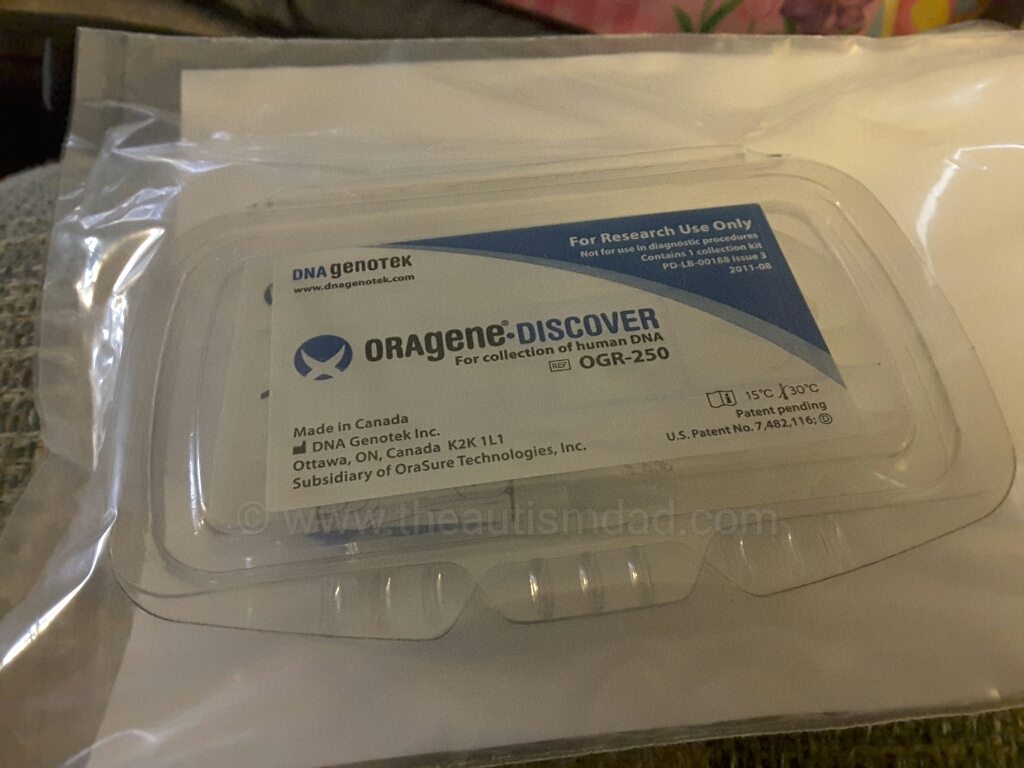 For Research Use Only
Not for use in diagnostic procedures
Contains 1 collection kit
PD-LB-00188 Issue 3
2011-08
DNA genotek
www.dnagenotek.com
ORAgene®•DISCOVER
For collection of human DNA
REF OGR-250
15°C 30°C
Patent pending
U.S. Patent No. 7,482,116; D
Made in Canada
DNA Genotek Inc.
Ottawa, ON, Canada K2K 1L1
Subsidiary of OraSure Technologies, Inc.
© www.theautismdad.com